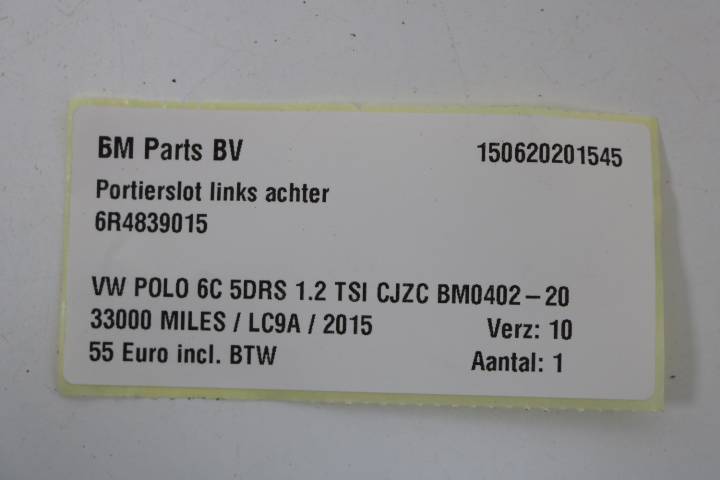 BM Parts BV 150620201545
Portierslot links achter
6R4839015
VW POLO 6C 5DRS 1.2 TSI CJZC BM0402-20
33000 MILES / LC9A / 2015 Verz: 10
55 Euro incl. BTW Aantal: 1